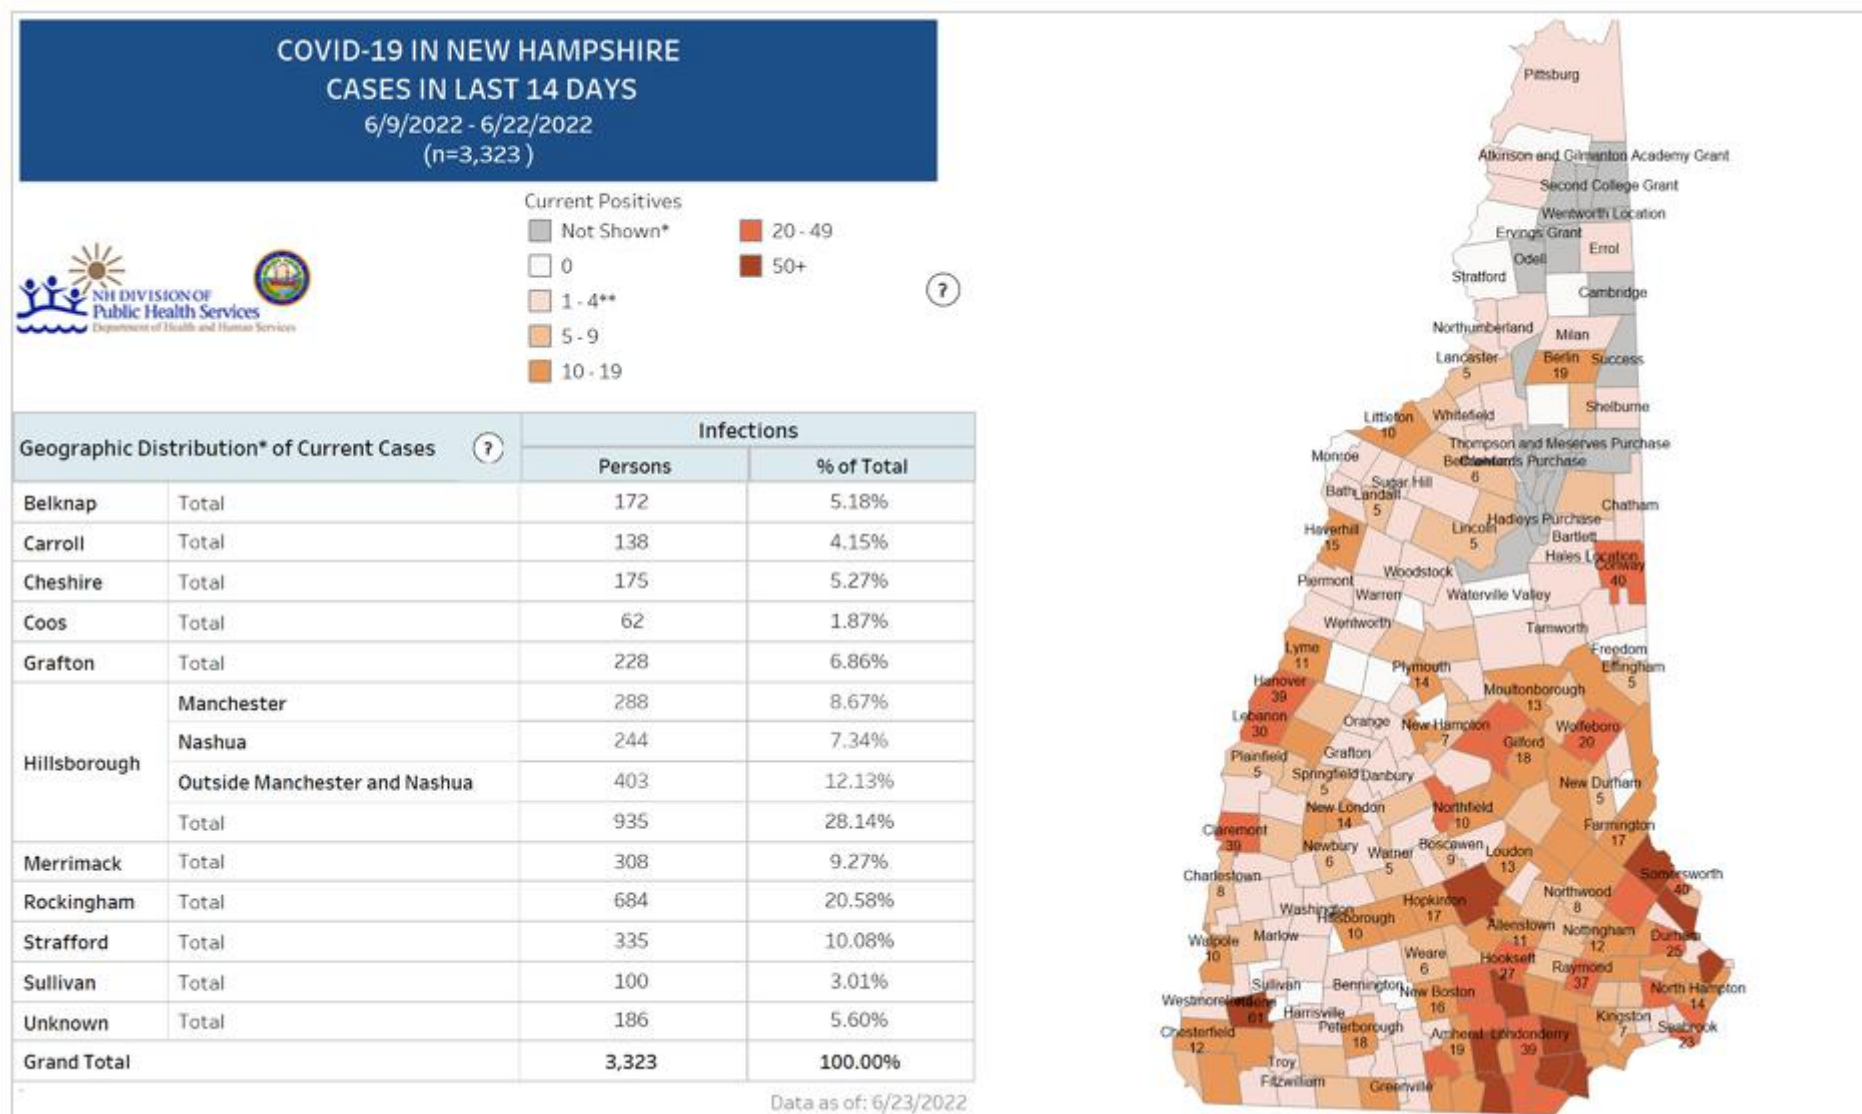 COVID-19 IN NEW HAMPSHIRE
CASES IN LAST 14 DAYS
6/9/2022 - 6/22/2022
(n=3,323 )
NH DIVISION OF
Public Health Services
Department of Health and Human Services
Current Positives
Not Shown*
0
1 - 4**
5 - 9
10 - 19
20 - 49
50+
?
Geographic Distribution* of Current Cases ? Infections
Persons % of Total
Belknap Total 172 5.18%
Carroll Total 138 4.15%
Cheshire Total 175 5.27%
Coos Total 62 1.87%
Grafton Total 228 6.86%
Hillsborough
Manchester 288 8.67%
Nashua 244 7.34%
Outside Manchester and Nashua 403 12.13%
Total 935 28.14%
Merrimack Total 308 9.27%
Rockingham Total 684 20.58%
Strafford Total 335 10.08%
Sullivan Total 100 3.01%
Unknown Total 186 5.60%
Grand Total 3,323 100.00%
Data as of: 6/23/2022
Pittsburg
Atkinson and Gilmanton Academy Grant
Second College Grant
Wentworth Location
Ervings Grant
Errol
Odell
Stratford
Cambridge
Northumberland
Milan
Lancaster
5
Berlin
19
Success
Shelburne
Littleton
10
Whitefield
Thompson and Meserves Purchase
Monroe
Purchase
6
Sugar Hill
Bath
Landaff
5
Chatham
Hadleys Purchase
Lincoln
5
Haverhill
15
Bartlett
Hales Location
Conway
40
Woodstock
Piermont
Warren
Waterville Valley
Wentworth
Tamworth
Lyme
11
Freedom
Effingham
5
Plymouth
14
Hanover
39
Moultonborough
13
Lebanon
30
Orange
New Hampton
7
Wolfeboro
20
Gilford
18
Plainfield
5
Grafton
Springfield
5
Danbury
New Durham
5
New London
14
Northfield
10
Claremont
39
Farmington
17
Newbury
6
Warner
5
Boscawen
9
Loudon
13
Charlestown
8
Somersworth
40
Northwood
8
Washington
Hillsborough
10
Hopkinton
17
Allenstown
11
Nottingham
12
Walpole
10
Marlow
Durham
25
Weare
6
Hooksett
27
Raymond
37
Sullivan
Bennington
New Boston
16
North Hampton
14
61
Harrisville
Kingston
7
Seabrook
23
Chesterfield
12
Peterborough
18
Amherst
19
Londonderry
39
Troy
Fitzwilliam
Greenville